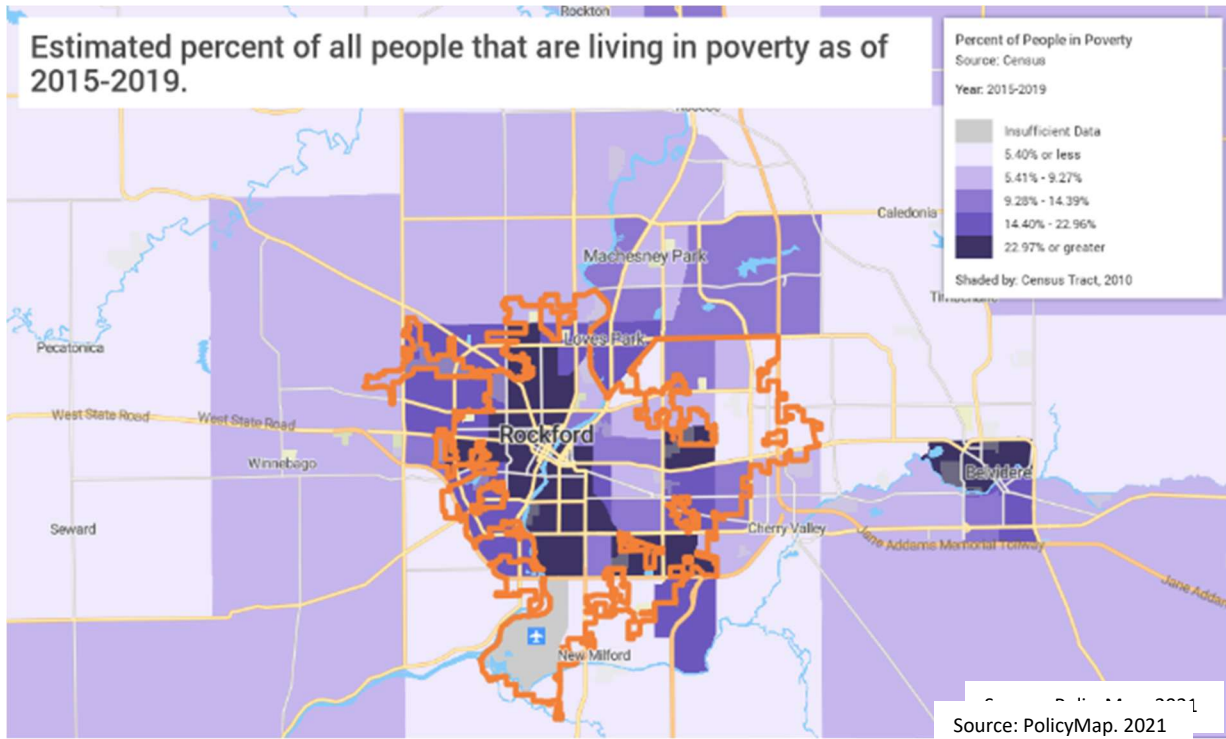 Rockton
Estimated percent of all people that are living in poverty as of
2015-2019.
Percent of People in Poverty
Source: Census
Year: 2015-2019
Insufficient Data
5.40% or less
5.41% - 9.27%
9.28% - 14.39%
14.40% - 22.96%
22.97% or greater
Shaded by: Census Tract, 2010
Caledonia
Machesney Park
Loves Park
Pecatonica
West State Road
West State Road
Rockford
Winnebago
Belvidere
Seward
Cherry Valley
Jane Addams Memorial Tollway
New Milford
Source: PolicyMap. 2021